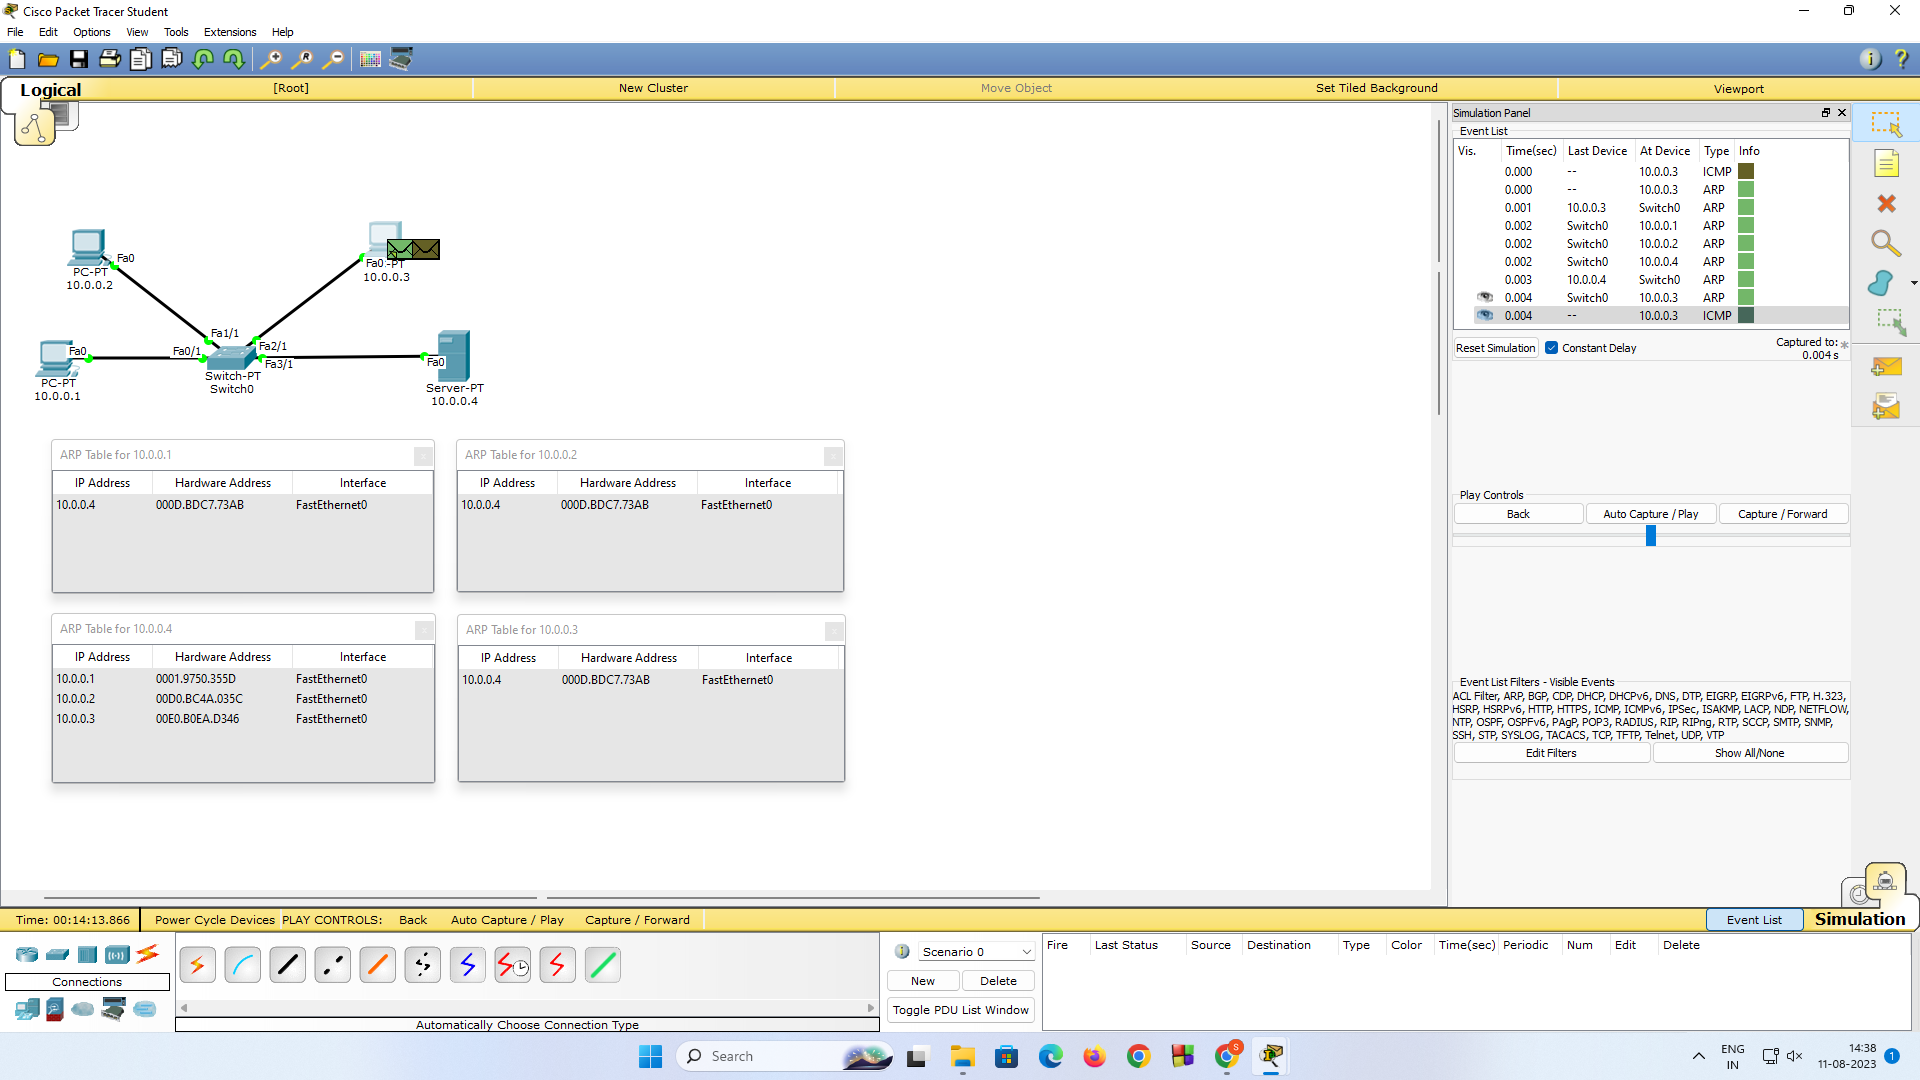 Cisco Packet Tracer Student
File Edit Options View Tools Extensions Help
Logical [Root] New Cluster Move Object Set Tiled Background Viewport
Simulation Panel
Event List
Vis. Time(sec) Last Device At Device Type Info
0.000 -- 10.0.0.3 ICMP
0.000 -- 10.0.0.3 ARP
0.001 10.0.0.3 Switch0 ARP
0.002 Switch0 10.0.0.1 ARP
0.002 Switch0 10.0.0.2 ARP
0.002 Switch0 10.0.0.4 ARP
0.003 10.0.0.4 Switch0 ARP
0.004 Switch0 10.0.0.3 ARP
0.004 -- 10.0.0.3 ICMP
Reset Simulation Constant Delay Captured to: *
0.004 s
Play Controls
Back Auto Capture / Play Capture / Forward
Event List Filters - Visible Events
ACL Filter, ARP, BGP, CDP, DHCP, DHCPv6, DNS, DTP, EIGRP, EIGRPv6, FTP, H.323,
HSRP, HSRPv6, HTTP, HTTPS, ICMP, ICMPv6, IPSec, ISAKMP, LACP, NDP, NETFLOW,
NTP, OSPF, OSPFv6, PAgP, POP3, RADIUS, RIP, RIPng, RTP, SCCP, SMTP, SNMP,
SSH, STP, SYSLOG, TACACS, TCP, TFTP, Telnet, UDP, VTP
Edit Filters Show All/None
Fa0
PC-PT
10.0.0.2
Fa0 -PT
10.0.0.3
Fa0
PC-PT
10.0.0.1
Fa1/1
Fa0/1
Fa2/1
Fa3/1
Switch-PT
Switch0
Fa0
Server-PT
10.0.0.4
ARP Table for 10.0.0.1
IP Address Hardware Address Interface
10.0.0.4 000D.BDC7.73AB FastEthernet0
ARP Table for 10.0.0.2
IP Address Hardware Address Interface
10.0.0.4 000D.BDC7.73AB FastEthernet0
ARP Table for 10.0.0.4
IP Address Hardware Address Interface
10.0.0.1 0001.9750.355D FastEthernet0
10.0.0.2 00D0.BC4A.035C FastEthernet0
10.0.0.3 00E0.B0EA.D346 FastEthernet0
ARP Table for 10.0.0.3
IP Address Hardware Address Interface
10.0.0.4 000D.BDC7.73AB FastEthernet0
Time: 00:14:13.866 Power Cycle Devices PLAY CONTROLS: Back Auto Capture / Play Capture / Forward Event List Simulation
Connections
Automatically Choose Connection Type
Scenario 0
New Delete
Toggle PDU List Window
Fire Last Status Source Destination Type Color Time(sec) Periodic Num Edit Delete
Search
S
ENG
IN
14:38
11-08-2023
1